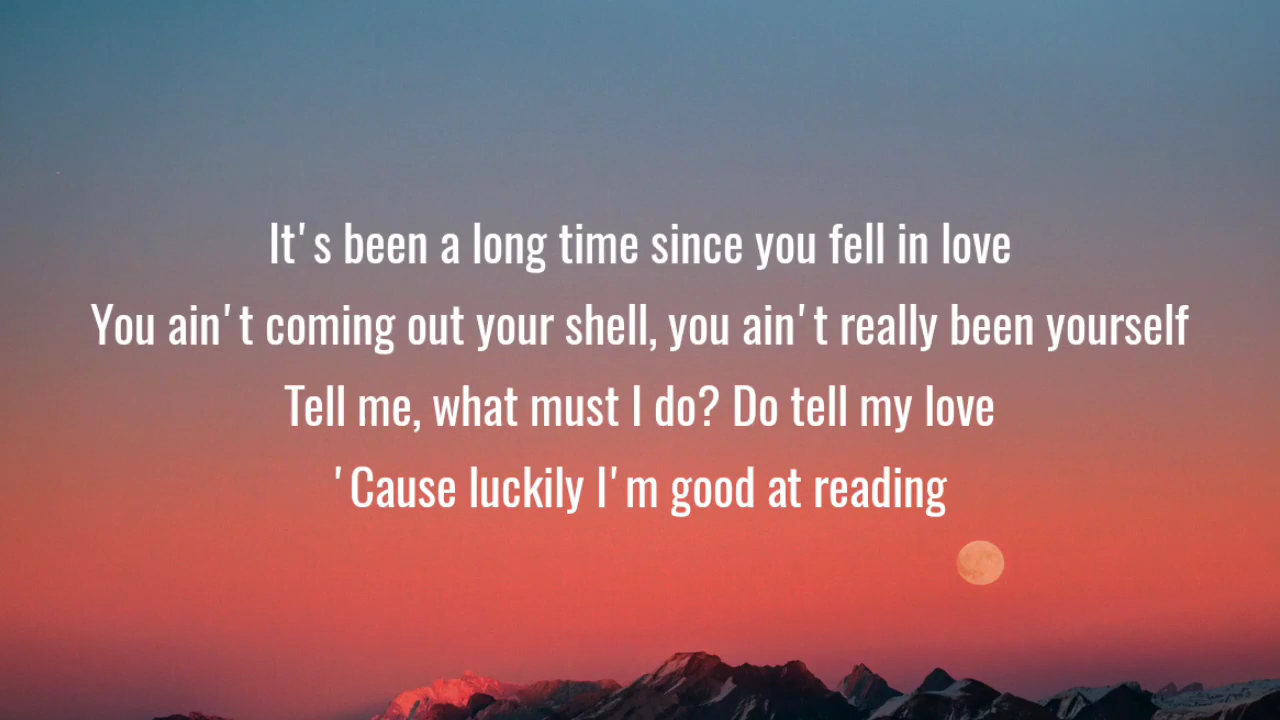 It's been a long time since you fell in love
You ain't coming out your shell, you ain't really been yourself
Tell me, what must I do? Do tell my love
'Cause luckily I'm good at reading